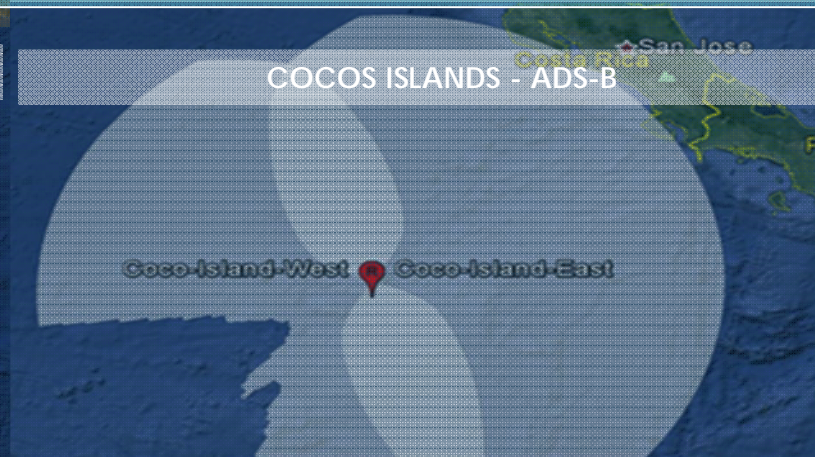 San Jose
Costa Rica
COCOS ISLANDS - ADS-B
Coco-Island-West
R
Coco-Island-East